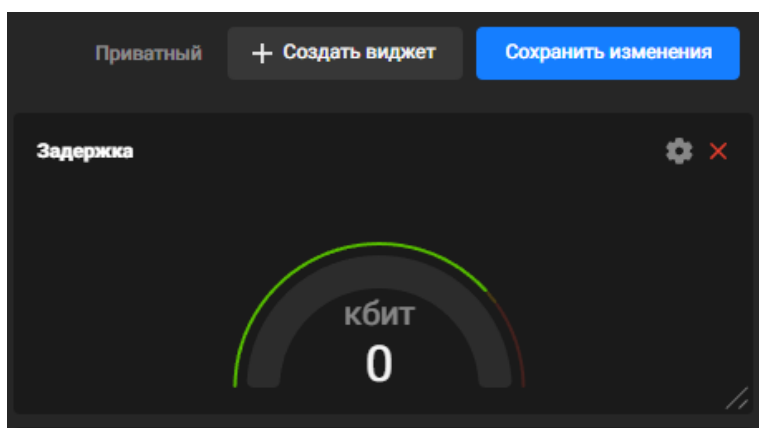 Приватный
+ Создать виджет
Сохранить изменения
Задержка
кбит
0